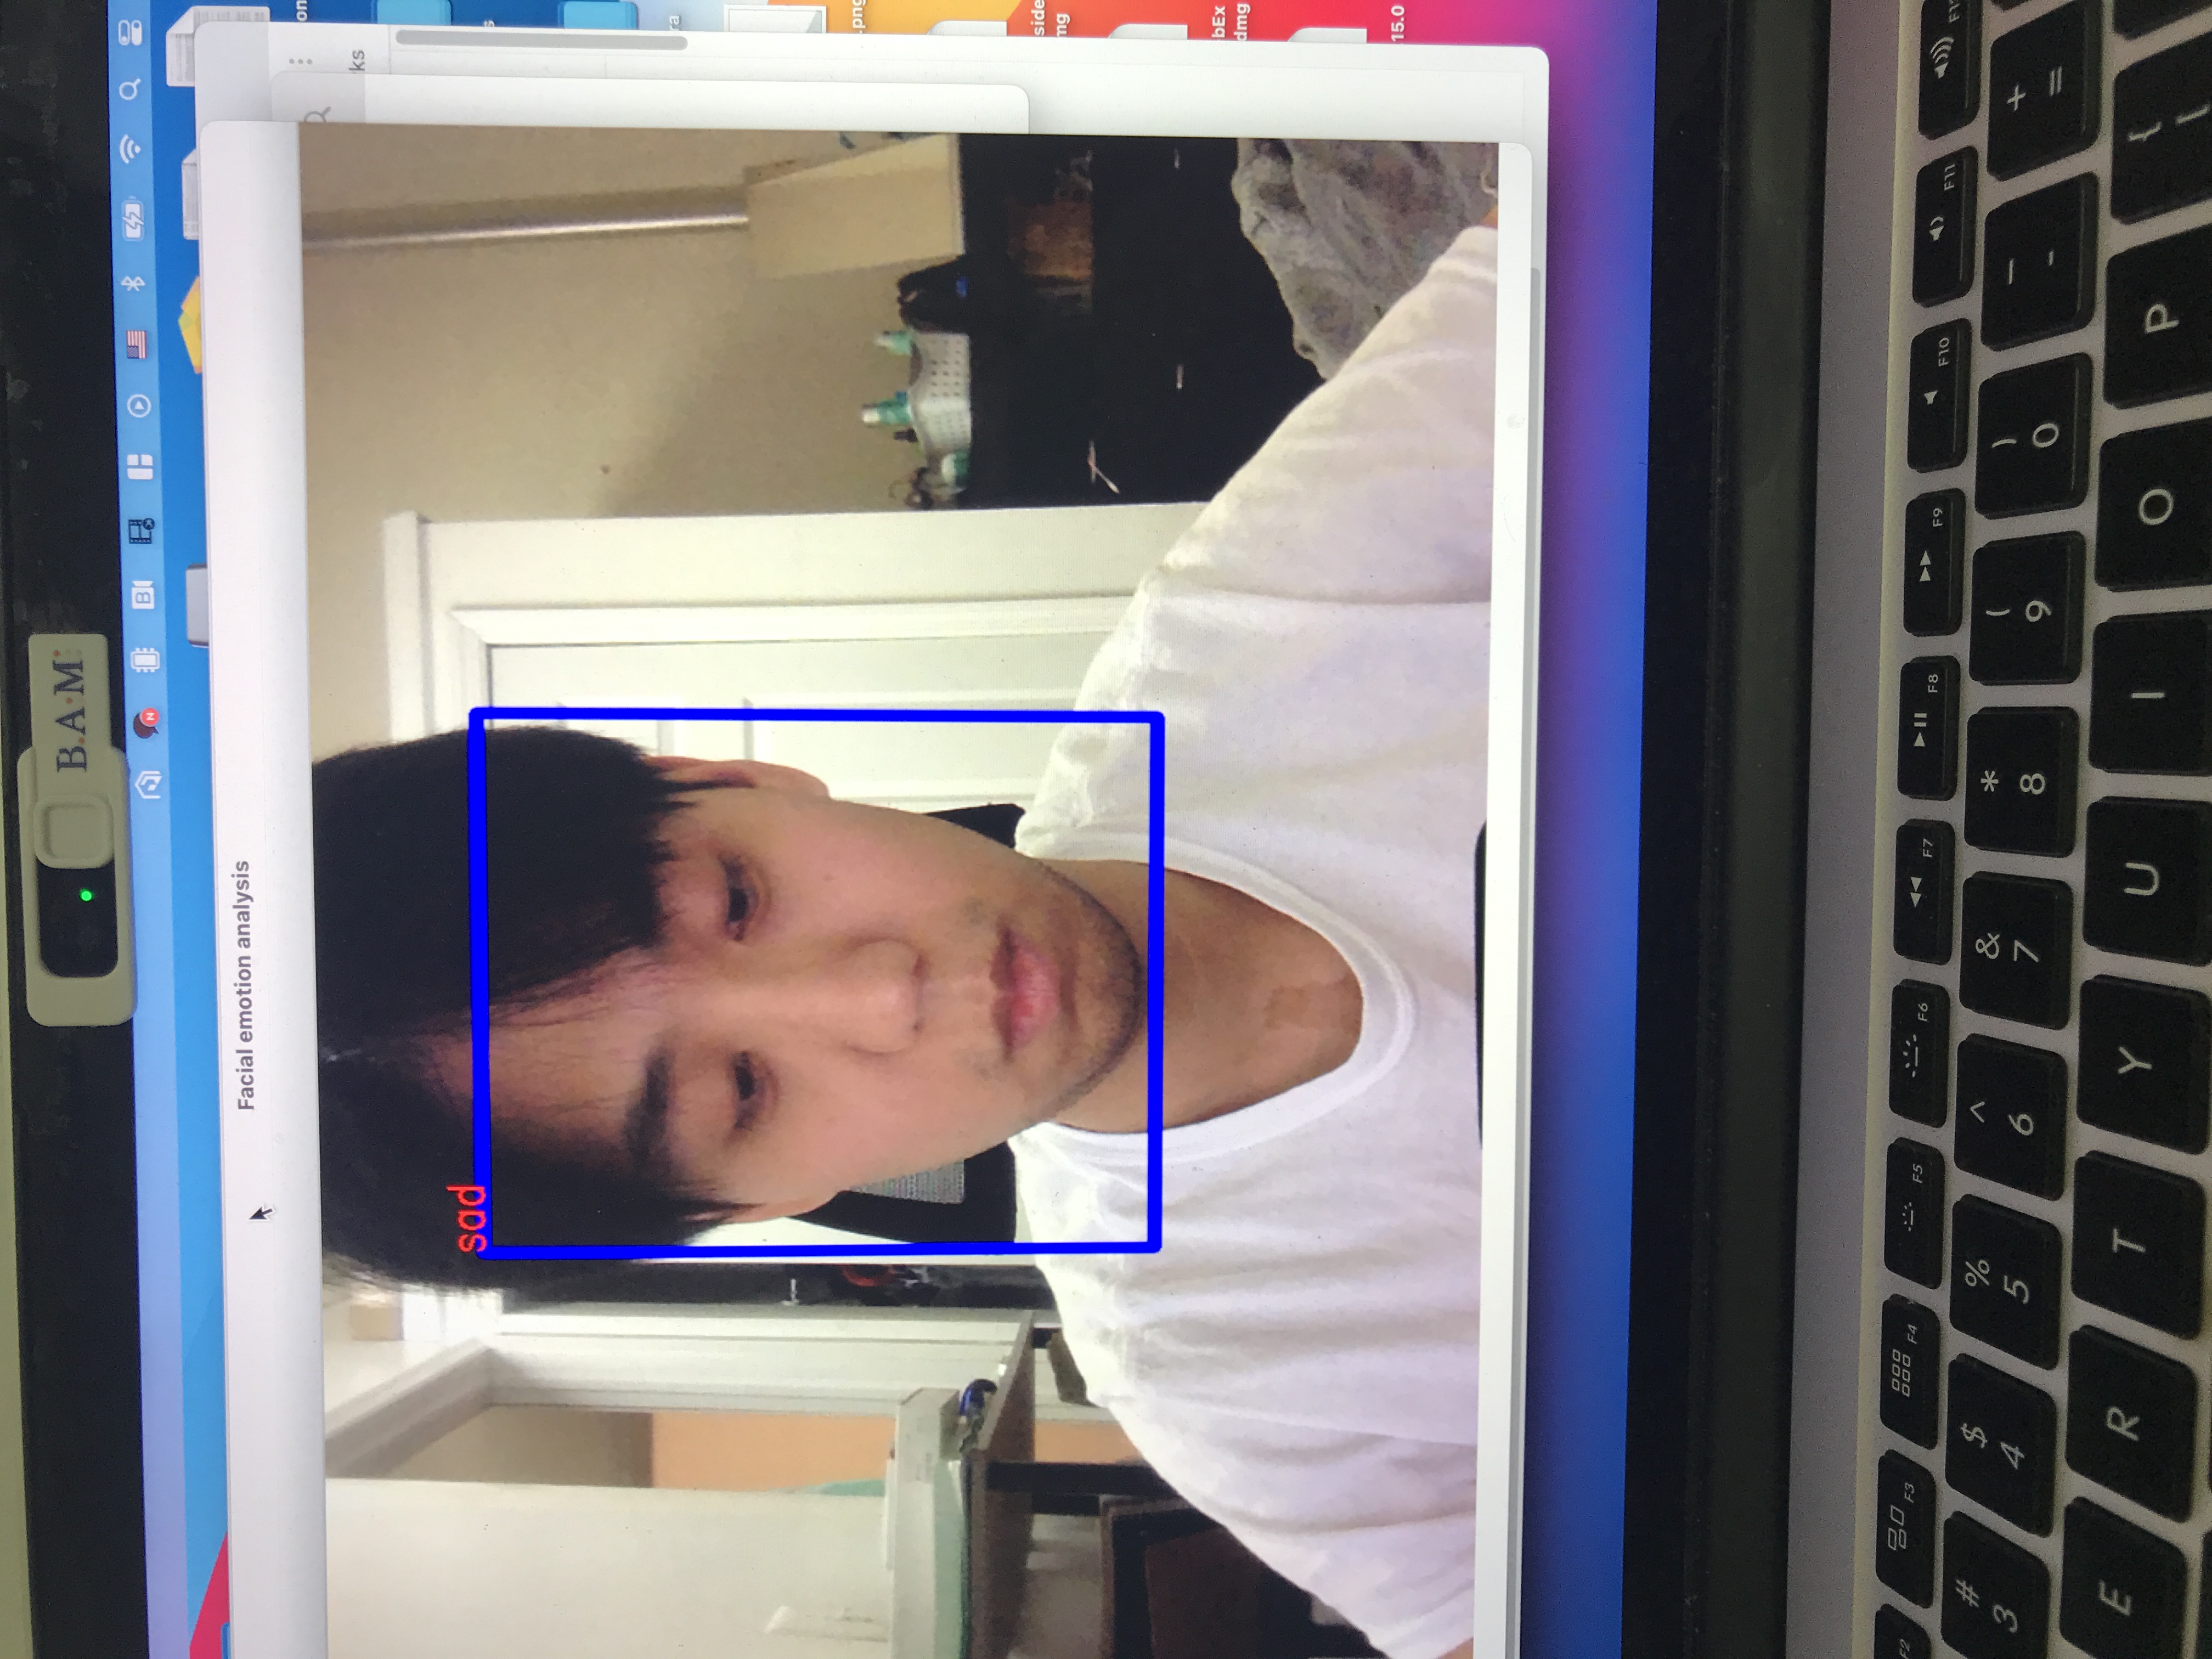 B.A.M
N
B
Facial emotion analysis
on
ks
sad
s
ra
.png
side
mg
bEx
dmg
15.0
F2
F3
F4
F5
F6
F7
F8
F9
F10
F11
F1
# $ % ^ & * ( ) — +
3 4 5 6 7 8 9 0 - =
E R T Y U I O P {
[